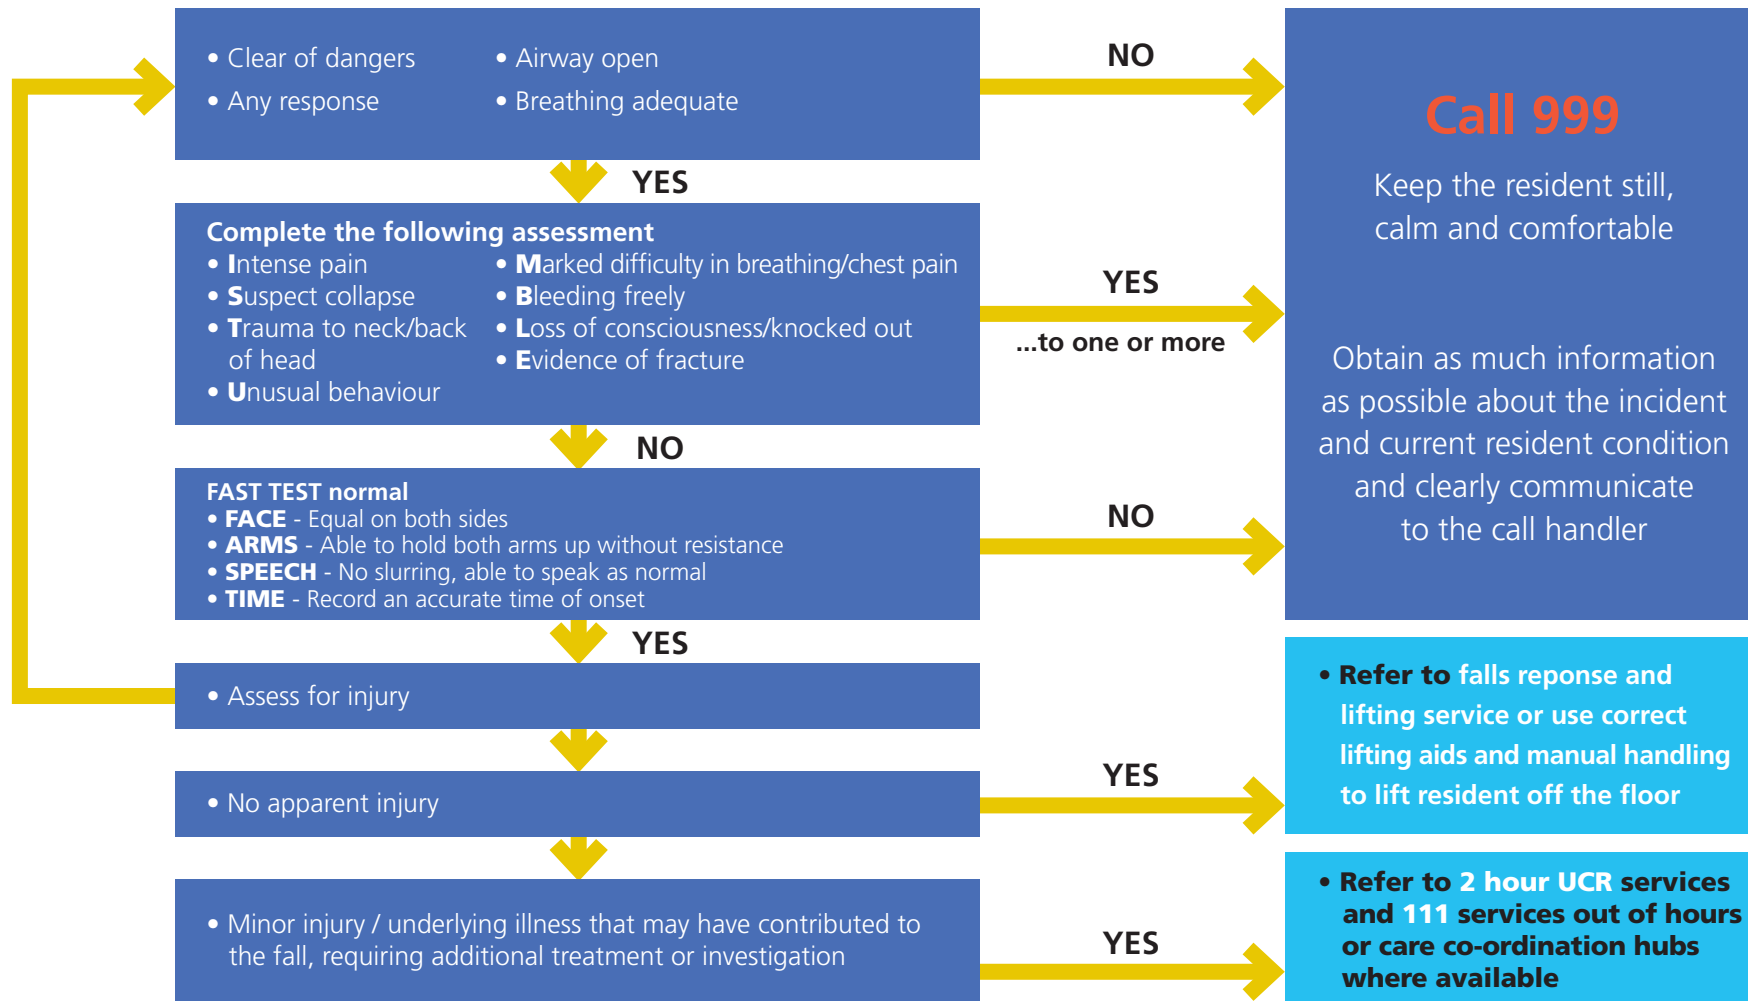 • Clear of dangers
• Any response
• Airway open
• Breathing adequate
NO
YES
Complete the following assessment
• Intense pain
• Suspect collapse
• Trauma to neck/back
of head
• Unusual behaviour
• Marked difficulty in breathing/chest pain
• Bleeding freely
• Loss of consciousness/knocked out
• Evidence of fracture
YES
...to one or more
NO
FAST TEST normal
• FACE - Equal on both sides
• ARMS - Able to hold both arms up without resistance
• SPEECH - No slurring, able to speak as normal
• TIME - Record an accurate time of onset
NO
YES
Call 999
Keep the resident still,
calm and comfortable
Obtain as much information
as possible about the incident
and current resident condition
and clearly communicate
to the call handler
• Assess for injury
• No apparent injury
YES
• Refer to falls reponse and
lifting service or use correct
lifting aids and manual handling
to lift resident off the floor
• Minor injury / underlying illness that may have contributed to
the fall, requiring additional treatment or investigation
YES
• Refer to 2 hour UCR services
and 111 services out of hours
or care co-ordination hubs
where available